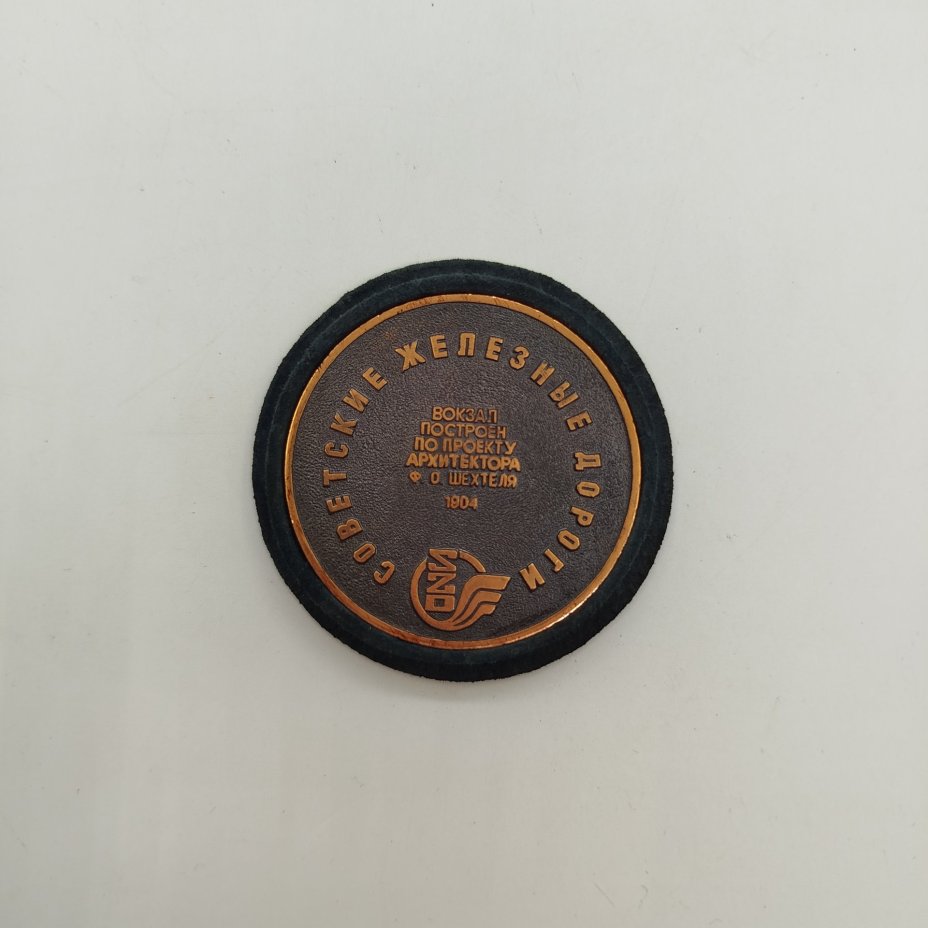 СОВЕТСКИЕ ЖЕЛЕЗНЫЕ ДОРОГИ
ВОКЗАЛ
ПОСТРОЕН
ПО ПРОЕКТУ
АРХИТЕКТОРА
Ф О. ШЕХТЕЛЯ
1904